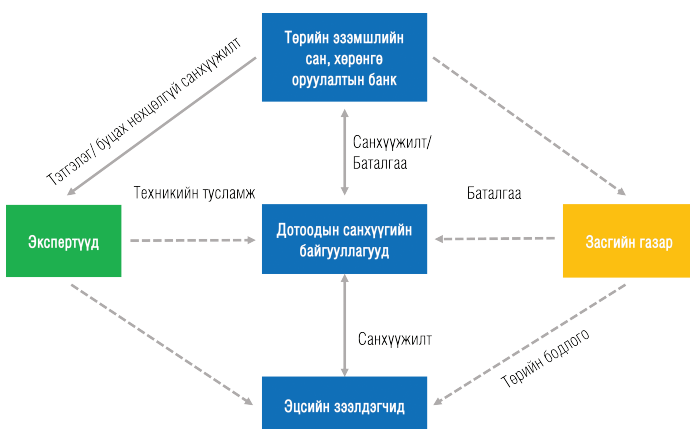 Төрийн эзэмшлийн
сан, хөрөнгө
оруулалтын банк
Тэтгэлэг/ буцах нөхцөлгүй санхүүжилт
Санхүүжилт/
Баталгаа
Техникийн тусламж
Баталгаа
Экспертүүд
Дотоодын санхүүгийн
байгууллагууд
Засгийн газар
Санхүүжилт
Төрийн бодлого
Эцсийн зээлдэгчид